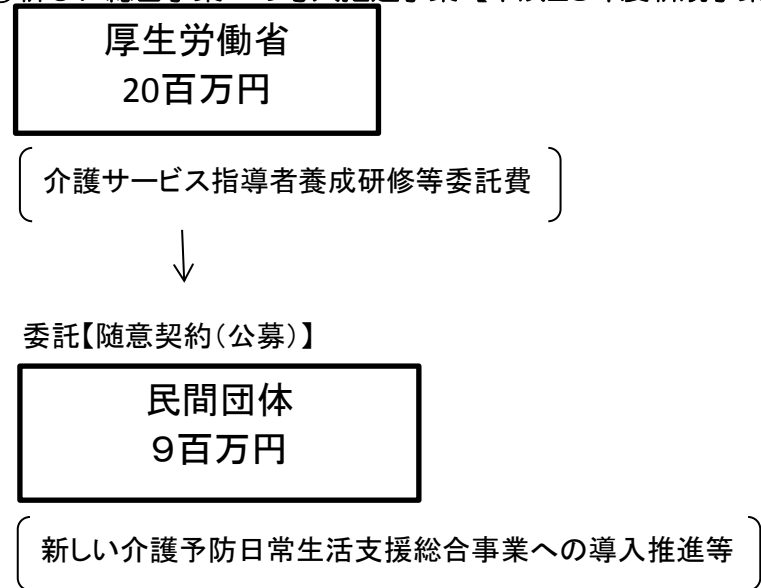 厚生労働省
20百万円
介護サービス指導者養成研修等委託費
委託【随意契約(公募)】
民間団体
9百万円
新しい介護予防日常生活支援総合事業への導入推進等